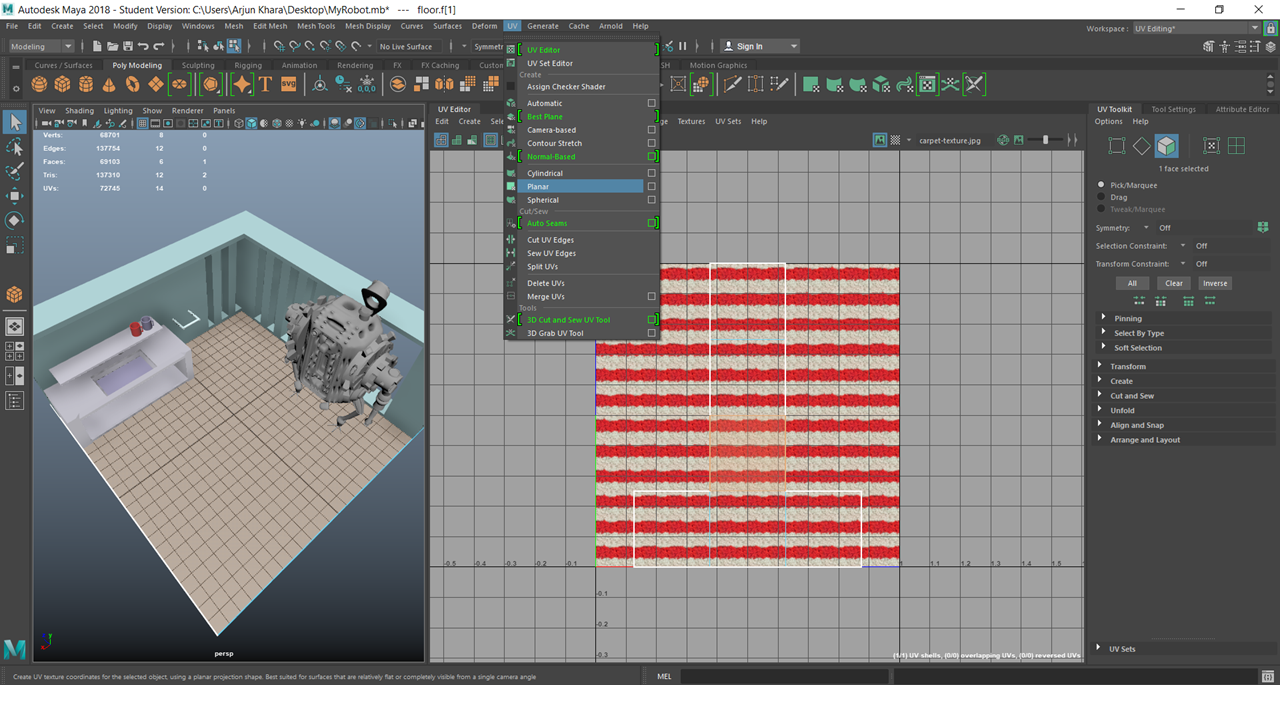 Autodesk Maya 2018 - Student Version: C:\Users\Arjun Khara\Desktop\MyRobot.mb* --- floor.f[1]
File Edit Create Select Modify Display Windows Mesh Edit Mesh Mesh Tools Mesh Display Curves Surfaces Deform UV Generate Cache Arnold Help
Workspace : UV Editing*
Modeling No Live Surface Symmetr Sign In
Curves / Surfaces Poly Modeling Sculpting Rigging Animation Rendering FX FX Caching Custom SH Motion Graphics
SVG
0,0,0
View Shading Lighting Show Renderer Panels
Verts: 68701 8 0
Edges: 137754 12 0
Faces: 69103 6 1
Tris: 137310 12 2
UVs: 72745 14 0
persp
UV Editor
UV Set Editor
Create
Assign Checker Shader
Automatic
Best Plane
Camera-based
Contour Stretch
Normal-Based
Cylindrical
Planar
Spherical
Cut/Sew
Auto Seams
Cut UV Edges
Sew UV Edges
Split UVs
Delete UVs
Merge UVs
Tools
3D Cut and Sew UV Tool
3D Grab UV Tool
UV Editor
Edit Create Sele ge Textures UV Sets Help
carpet-texture.jpg
-0.5 -0.4 -0.3 -0.2 -0.1 1 1.1 1.2 1.3 1.4 1.5
-0.1
-0.2
-0.3
(1/1) UV shells, (0/0) overlapping UVs, (0/0) reversed UVs
UV Toolkit Tool Settings Attribute Editor
Options Help
1 face selected
Pick/Marquee
Drag
Tweak/Marquee
Symmetry: Off
Selection Constraint: Off
Transform Constraint: Off
All Clear Inverse
Pinning
Select By Type
Soft Selection
Transform
Create
Cut and Sew
Unfold
Align and Snap
Arrange and Layout
UV Sets
Create UV texture coordinates for the selected object, using a planar projection shape. Best suited for surfaces that are relatively flat or completely visible from a single camera angle
MEL